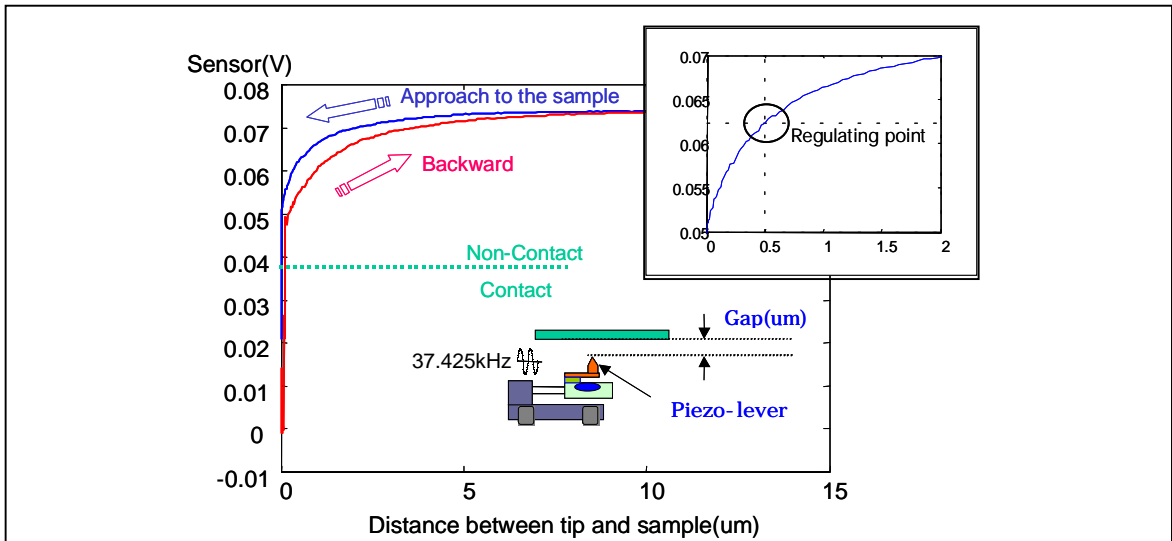 Sensor(V)
0.08
0.07
0.06
0.05
0.04
0.03
0.02
0.01
0
-0.01
0
5
10
15
Distance between tip and sample(um)
Approach to the sample
Backward
Non-Contact
Contact
37.425kHz
Gap(um)
Piezo-lever
0.07
0.065
0.06
0.055
0.05
0
0.5
1
1.5
2
Regulating point